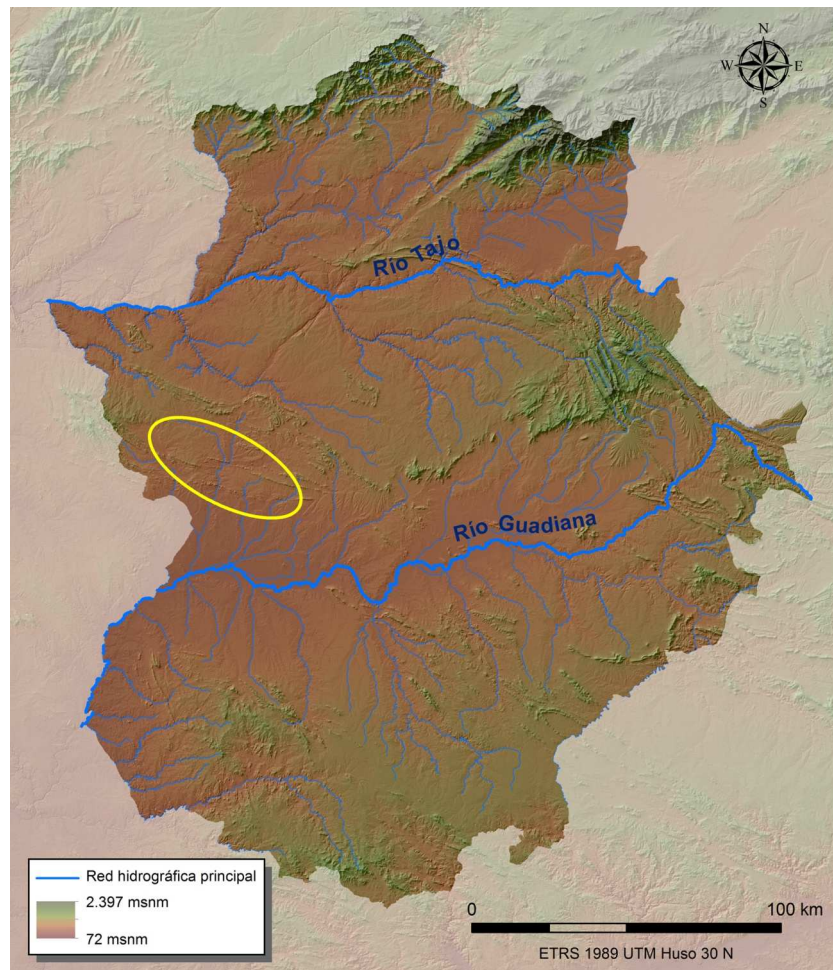 N
W E
S
Río Tajo
Río Guadiana
Red hidrográfica principal
2.397 msnm
72 msnm
0 100 km
ETRS 1989 UTM Huso 30 N